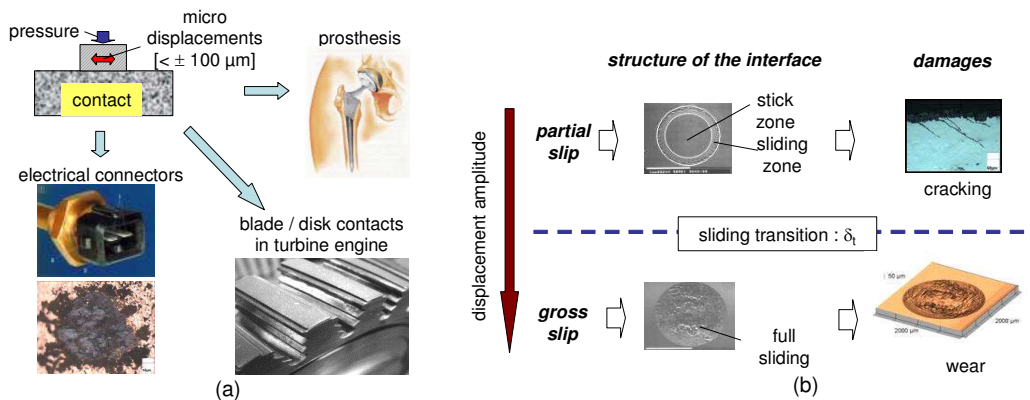 (a)
pressure
micro
displacements
[< ± 100 µm]
contact
prosthesis
electrical connectors
blade / disk contacts
in turbine engine
(b)
structure of the interface
damages
displacement amplitude
partial
slip
stick
zone
sliding
zone
cracking
sliding transition : δt
gross
slip
full
sliding
50 µm
2000 µm
2000 µm
wear
(a)
(b)